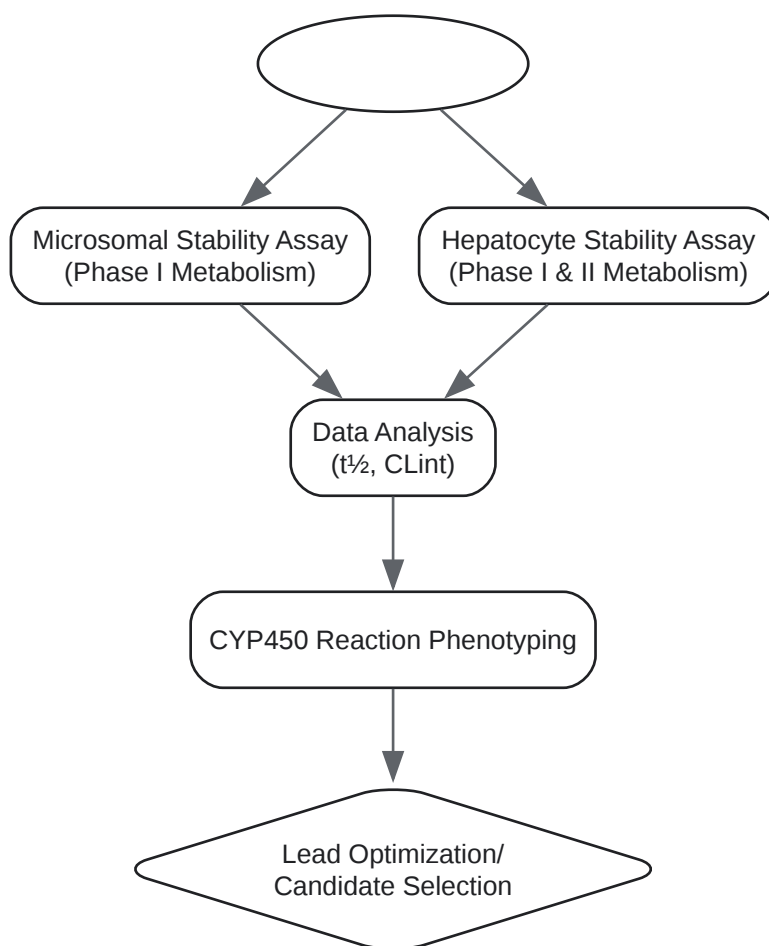 Microsomal Stability Assay
(Phase I Metabolism)
Hepatocyte Stability Assay
(Phase I & II Metabolism)
Data Analysis
(t½, CLint)
CYP450 Reaction Phenotyping
Lead Optimization/
Candidate Selection